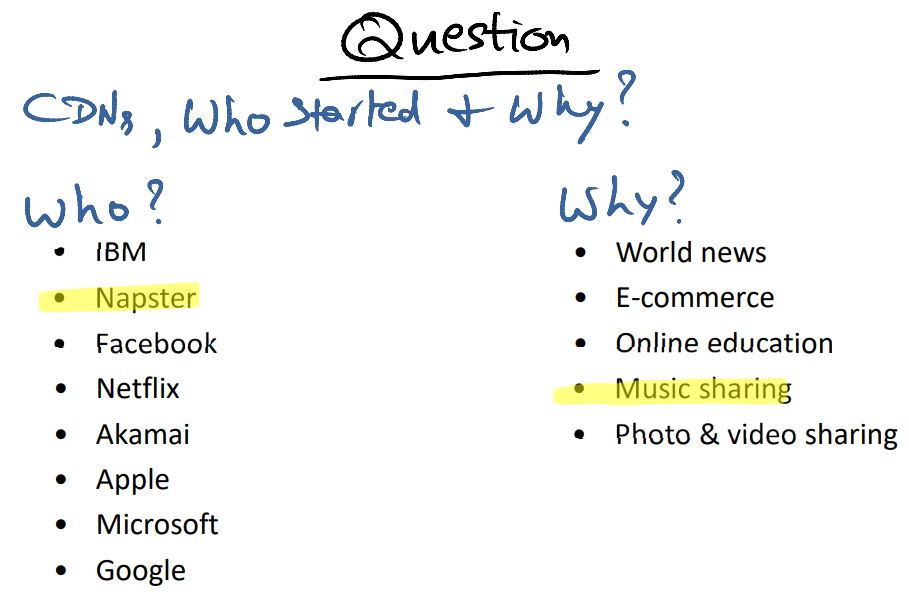 Question
CDNs, Who started + Why?
Who?
• IBM
• Napster
• Facebook
• Netflix
• Akamai
• Apple
• Microsoft
• Google
Why?
• World news
• E-commerce
• Online education
• Music sharing
• Photo & video sharing